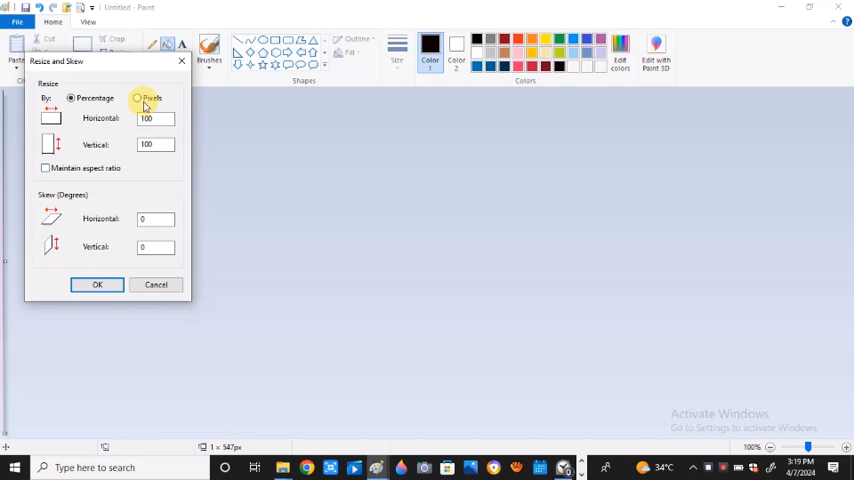 Untitled - Paint
File Home View
Paste
Cut
Crop
A
Brushes
Shapes
Outline
Fill
Size
Color 1
Color 2
Colors
Edit colors
Edit with Paint 3D
Resize and Skew
Resize
By: Percentage Pixels
Horizontal: 100
Vertical: 100
Maintain aspect ratio
Skew (Degrees)
Horizontal: 0
Vertical: 0
OK Cancel
Activate Windows
Go to Settings to activate Windows.
1 × 547px
100%
Type here to search
34°C
3:19 PM
4/7/2024